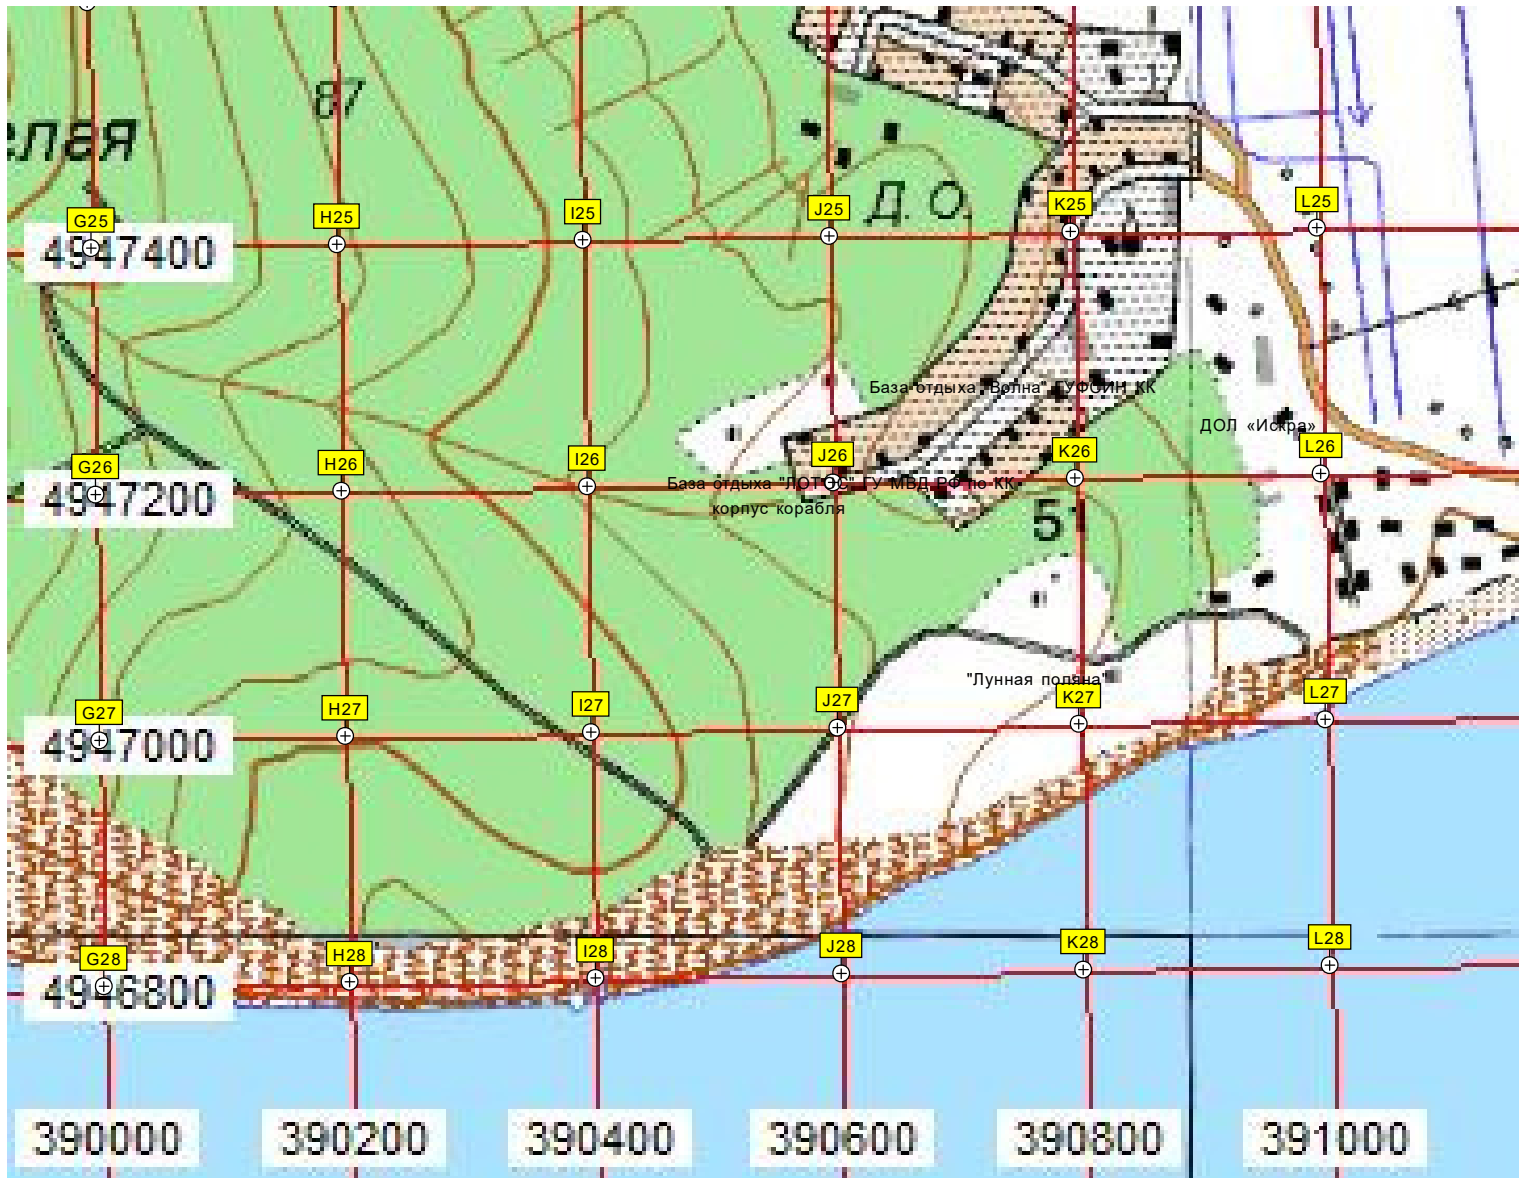 87
елая
Д. О.
G25
H25
I25
J25
K25
L25
4947400
База отдыха "Волна" ГУФСИН КК
ДОЛ «Искра»
G26
H26
I26
J26
K26
L26
4947200
База отдыха "ЛОТОС" ГУ МВД РФ по КК
корпус корабля
51
"Лунная поляна"
G27
H27
I27
J27
K27
L27
4947000
G28
H28
I28
J28
K28
L28
4946800
390000
390200
390400
390600
390800
391000